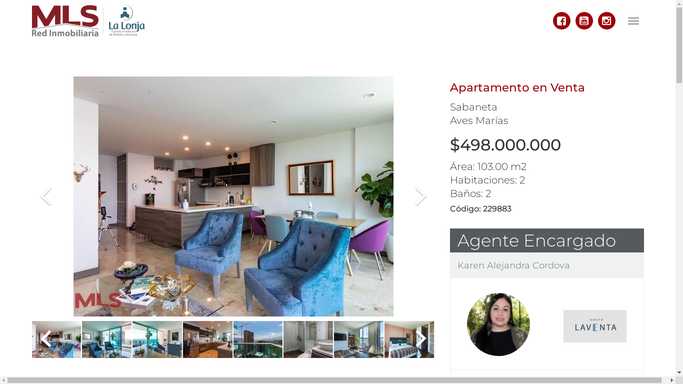 MLS
Red Inmobiliaria
La Lonja
Apartamento en Venta
Sabaneta
Aves Marías
$498.000.000
Área: 103.00 m2
Habitaciones: 2
Baños: 2
Código: 229883
MLS
Agente Encargado
Karen Alejandra Cordova
LAVENTA